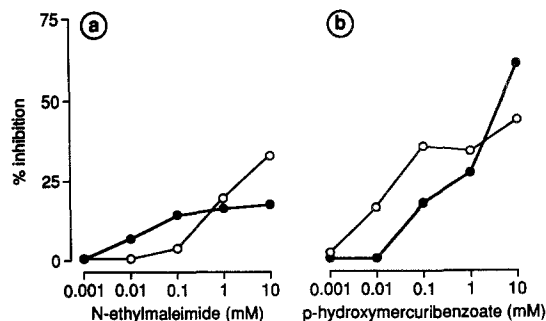 a
b
75
50
25
0
% inhibition
0.001 0.01 0.1 1 10
0.001 0.01 0.1 1 10
N-ethylmaleimide (mM)
p-hydroxymercuribenzoate (mM)